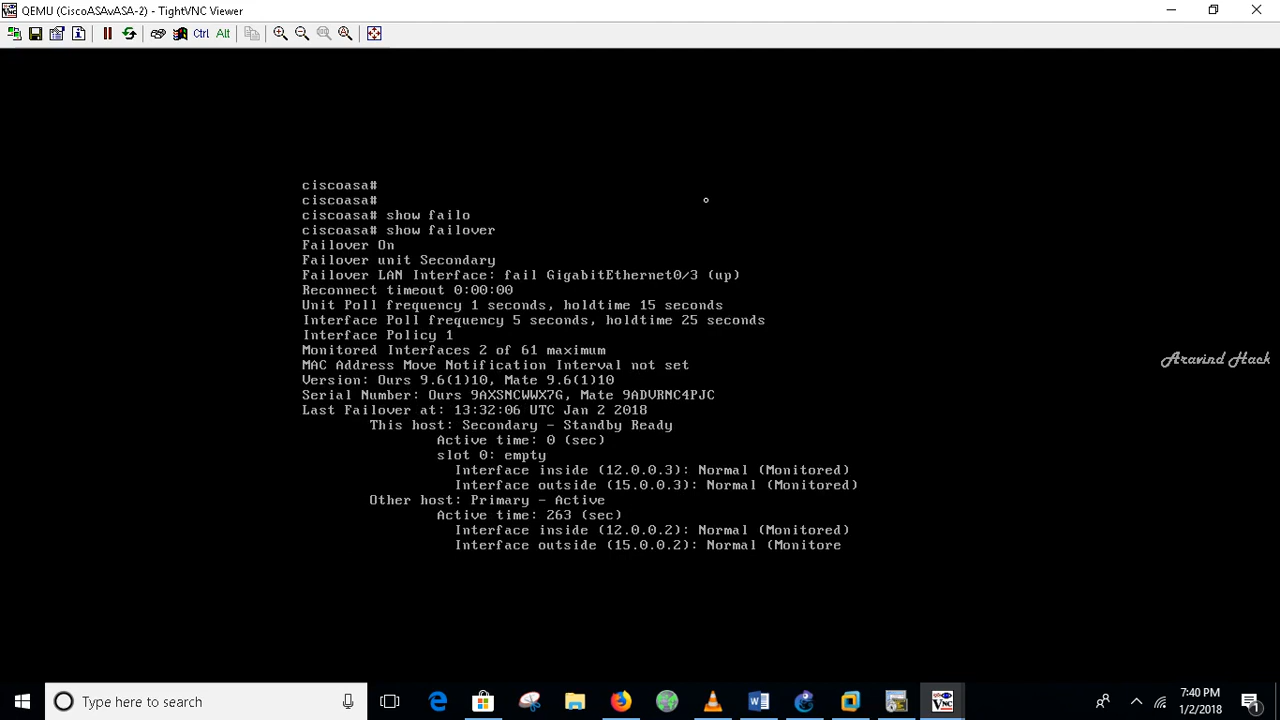 QEMU (CiscoASAvASA-2) - TightVNC Viewer
Ctrl Alt
ciscoasa#
ciscoasa#
ciscoasa# show failo
ciscoasa# show failover
Failover On
Failover unit Secondary
Failover LAN Interface: fail GigabitEthernet0/3 (up)
Reconnect timeout 0:00:00
Unit Poll frequency 1 seconds, holdtime 15 seconds
Interface Poll frequency 5 seconds, holdtime 25 seconds
Interface Policy 1
Monitored Interfaces 2 of 61 maximum
MAC Address Move Notification Interval not set
Version: Ours 9.6(1)10, Mate 9.6(1)10
Serial Number: Ours 9AXSNCWWX7G, Mate 9ADVRNC4PJC
Last Failover at: 13:32:06 UTC Jan 2 2018
This host: Secondary - Standby Ready
Active time: 0 (sec)
slot 0: empty
Interface inside (12.0.0.3): Normal (Monitored)
Interface outside (15.0.0.3): Normal (Monitored)
Other host: Primary - Active
Active time: 263 (sec)
Interface inside (12.0.0.2): Normal (Monitored)
Interface outside (15.0.0.2): Normal (Monitore
Aravind Hack
Type here to search
7:40 PM
1/2/2018